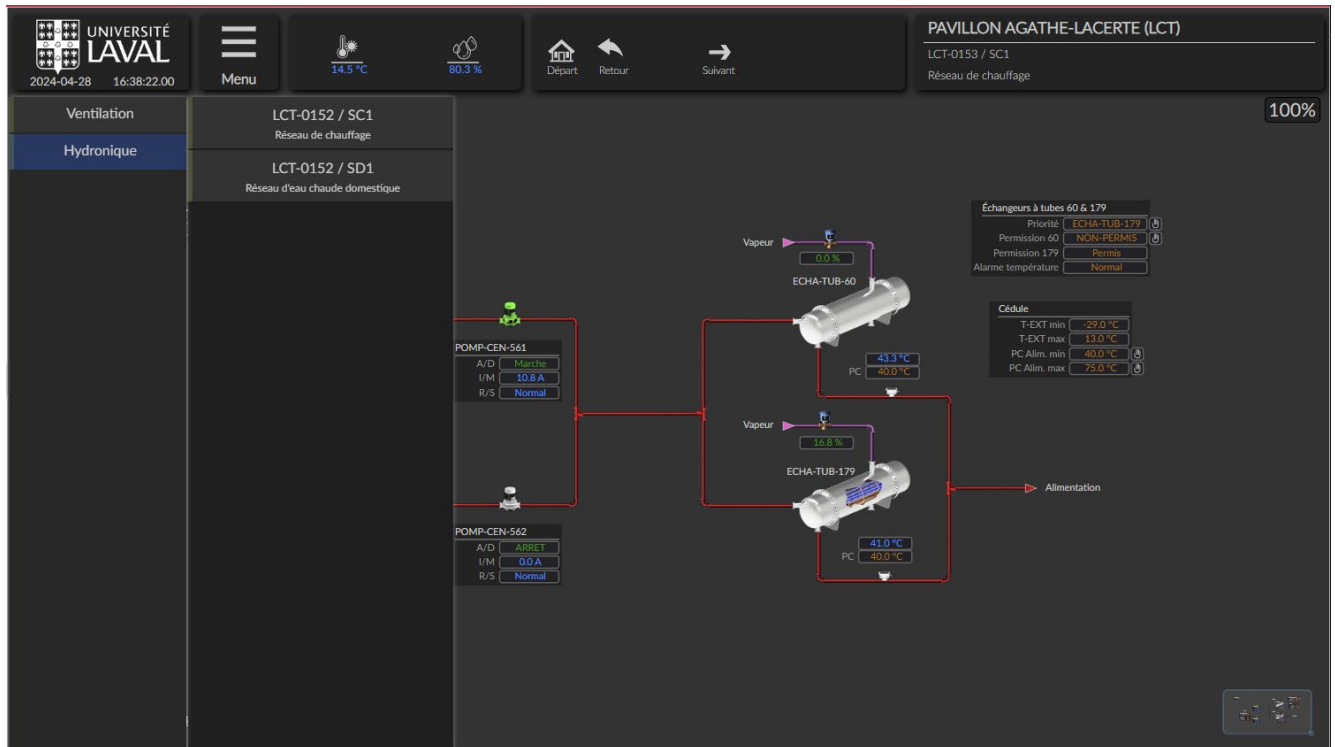 UNIVERSITÉ
LAVAL
2024-04-28 16:38:22.00
Menu
14.5 °C
80.3 %
Départ
Retour
Suivant
PAVILLON AGATHE-LACERTE (LCT)
LCT-0153 / SC1
Réseau de chauffage
Ventilation
Hydronique
LCT-0152 / SC1
Réseau de chauffage
LCT-0152 / SD1
Réseau d'eau chaude domestique
100%
Échangeurs à tubes 60 & 179
Priorité ECHA-TUB-179
Permission 60 NON-PERMIS
Permission 179 Permis
Alarme température Normal
Vapeur
0.0 %
ECHA-TUB-60
43.3 °C
PC 40.0 °C
Cédule
T-EXT min -29.0 °C
T-EXT max 13.0 °C
PC Alim. min 40.0 °C
PC Alim. max 75.0 °C
POMP-CEN-561
A/D Marche
I/M 10.8 A
R/S Normal
Vapeur
16.8 %
ECHA-TUB-179
41.0 °C
PC 40.0 °C
Alimentation
POMP-CEN-562
A/D ARRET
I/M 0.0 A
R/S Normal